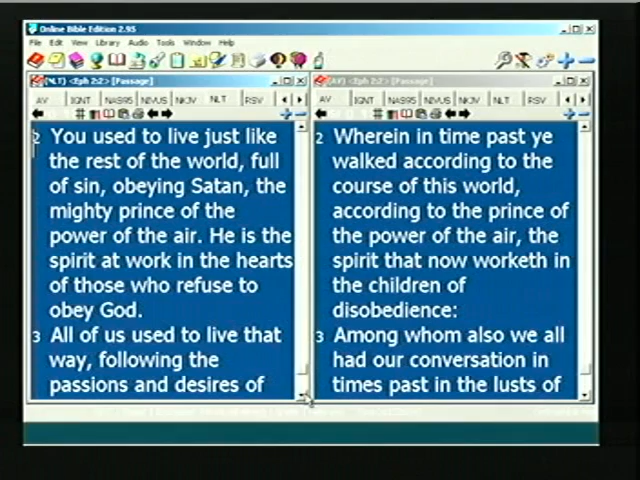 Online Bible Edition 2.95
File Edit View Library Audio Tools Window Help
(NLT) <Eph 2:2> [Passage]
AV IGNT NAS95 NIVUS NKJV NLT RSV
2 You used to live just like
the rest of the world, full
of sin, obeying Satan, the
mighty prince of the
power of the air. He is the
spirit at work in the hearts
of those who refuse to
obey God.
3 All of us used to live that
way, following the
passions and desires of
(AV) <Eph 2:2> [Passage]
AV IGNT NAS95 NIVUS NKJV NLT RSV
2 Wherein in time past ye
walked according to the
course of this world,
according to the prince of
the power of the air, the
spirit that now worketh in
the children of
disobedience:
3 Among whom also we all
had our conversation in
times past in the lusts of